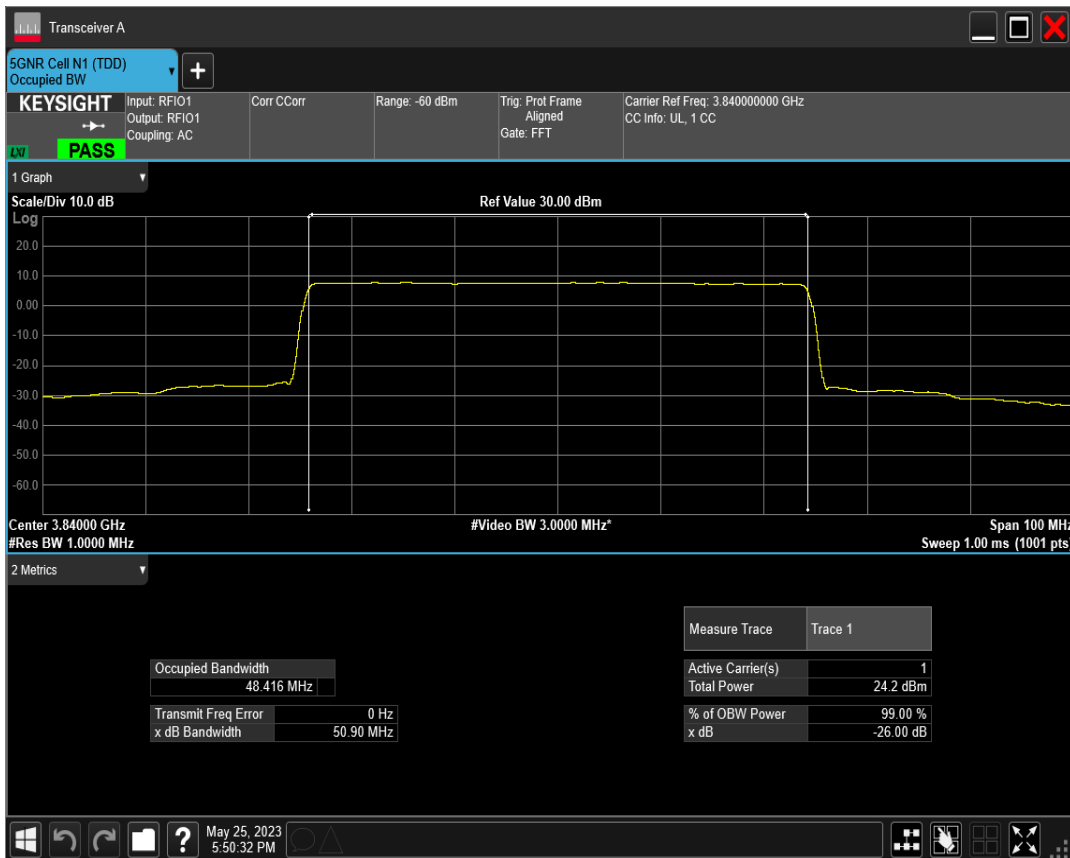 Transceiver A
5GNR Cell N1 (TDD)
Occupied BW
+
KEYSIGHT
LXI
PASS
Input: RFIO1
Output: RFIO1
Coupling: AC
Corr CCorr
Range: -60 dBm
Trig: Prot Frame
Aligned
Gate: FFT
Carrier Ref Freq: 3.840000000 GHz
CC Info: UL, 1 CC
1 Graph
Scale/Div 10.0 dB
Ref Value 30.00 dBm
Log
20.0
10.0
0.00
-10.0
-20.0
-30.0
-40.0
-50.0
-60.0
Center 3.84000 GHz
#Video BW 3.0000 MHz*
Span 100 MHz
#Res BW 1.0000 MHz
Sweep 1.00 ms (1001 pts)
2 Metrics
Measure Trace Trace 1
Occupied Bandwidth
48.416 MHz
Active Carrier(s) 1
Total Power 24.2 dBm
Transmit Freq Error 0 Hz
x dB Bandwidth 50.90 MHz
% of OBW Power 99.00 %
x dB -26.00 dB
?
May 25, 2023
5:50:32 PM